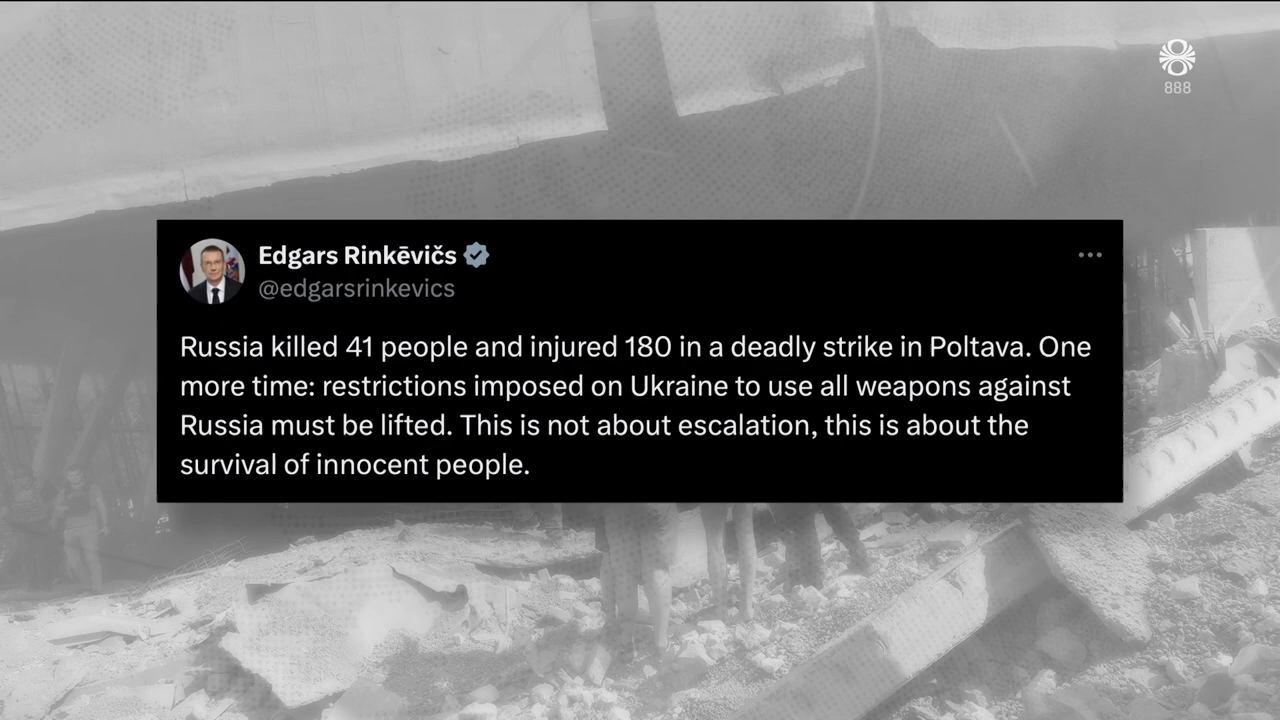 888
Edgars Rinkēvičs
@edgarsrinkevics
Russia killed 41 people and injured 180 in a deadly strike in Poltava. One
more time: restrictions imposed on Ukraine to use all weapons against
Russia must be lifted. This is not about escalation, this is about the
survival of innocent people.